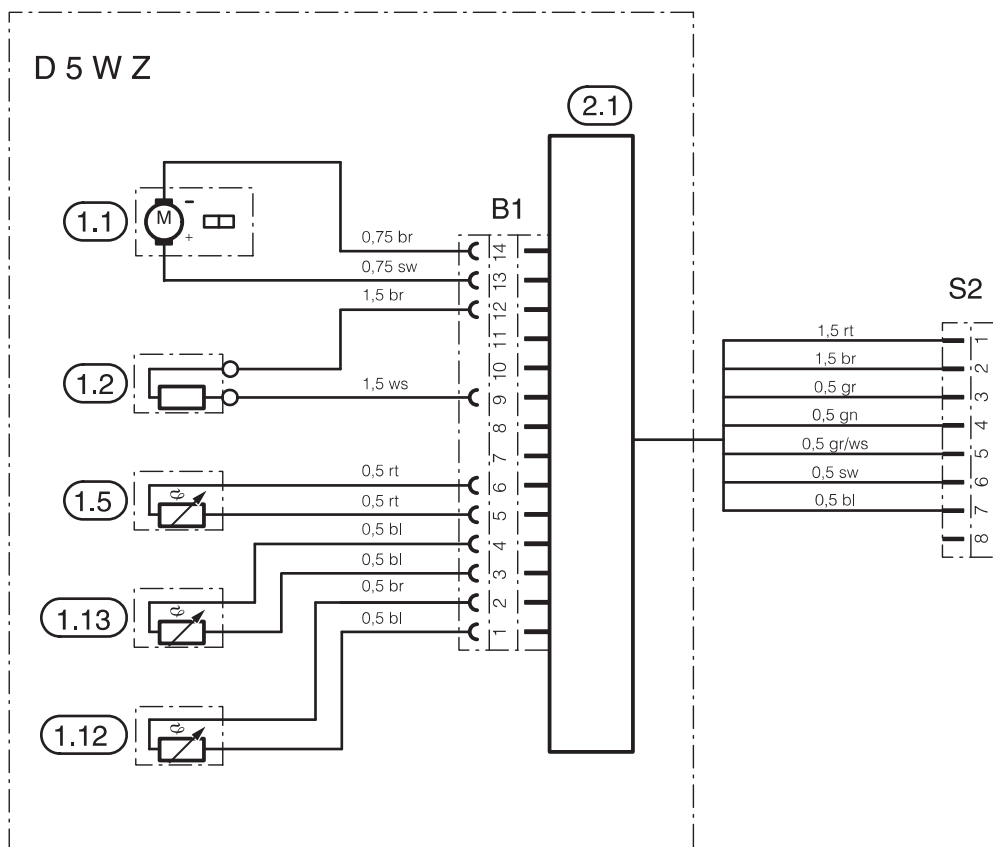 D 5 W Z
2.1
1.1
M
-
+
B1
0,75 br
14
0,75 sw
13
1,5 br
12
11
10
1.2
1,5 ws
9
8
7
1.5
ϑ
0,5 rt
6
0,5 rt
5
0,5 bl
4
0,5 bl
3
1.13
ϑ
0,5 br
2
0,5 bl
1
1.12
ϑ
S2
1,5 rt
1
1,5 br
2
0,5 gr
3
0,5 gn
4
0,5 gr/ws
5
0,5 sw
6
0,5 bl
7
8